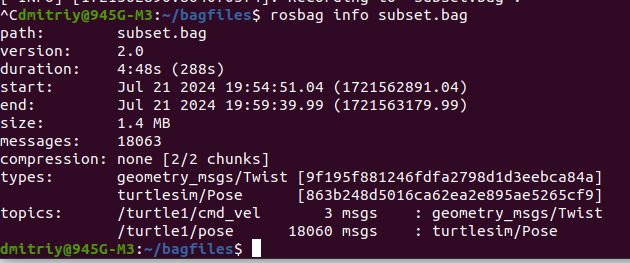 ^Cdmitriy@945G-M3:~/bagfiles$ rosbag info subset.bag
path:        subset.bag
version:     2.0
duration:    4:48s (288s)
start:       Jul 21 2024 19:54:51.04 (1721562891.04)
end:         Jul 21 2024 19:59:39.99 (1721563179.99)
size:        1.4 MB
messages:    18063
compression: none [2/2 chunks]
types:       geometry_msgs/Twist [9f195f881246fdfa2798d1d3eebca84a]
             turtlesim/Pose      [863b248d5016ca62ea2e895ae5265cf9]
topics:      /turtle1/cmd_vel       3 msgs    : geometry_msgs/Twist
             /turtle1/pose      18060 msgs    : turtlesim/Pose
dmitriy@945G-M3:~/bagfiles$